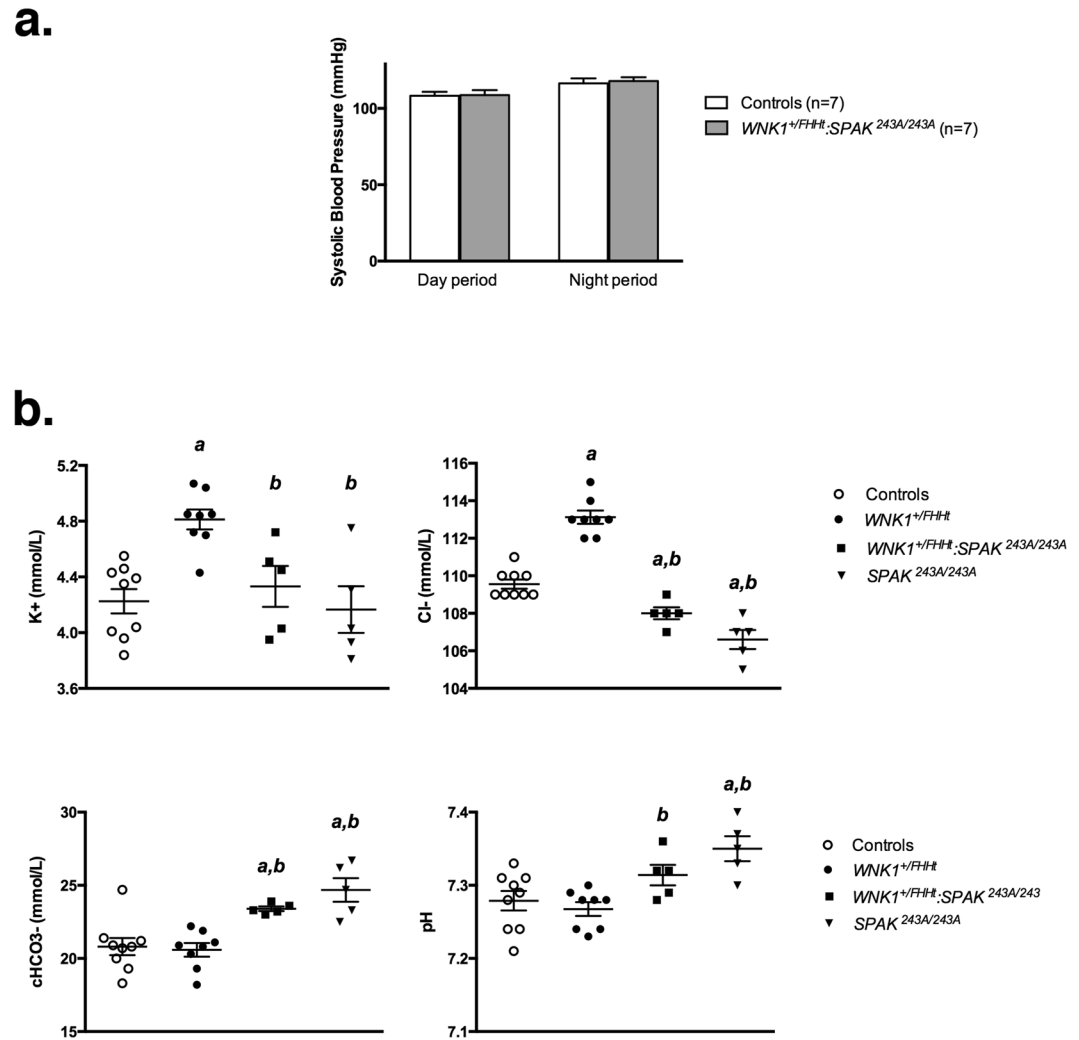 a.
Systolic Blood Pressure (mmHg)
100
50
0
Day period
Night period
Controls (n=7)
WNK1+/FHHt:SPAK 243A/243A (n=7)
b.
K+ (mmol/L)
5.2
4.8
4.4
4.0
3.6
a
b
b
Cl- (mmol/L)
116
114
112
110
108
106
104
a
a,b
a,b
Controls
WNK1+/FHHt
WNK1+/FHHt:SPAK 243A/243A
SPAK 243A/243A
cHCO3- (mmol/L)
30
25
20
15
a,b
a,b
pH
7.4
7.3
7.2
7.1
b
a,b
Controls
WNK1+/FHHt
WNK1+/FHHt:SPAK 243A/243
SPAK 243A/243A